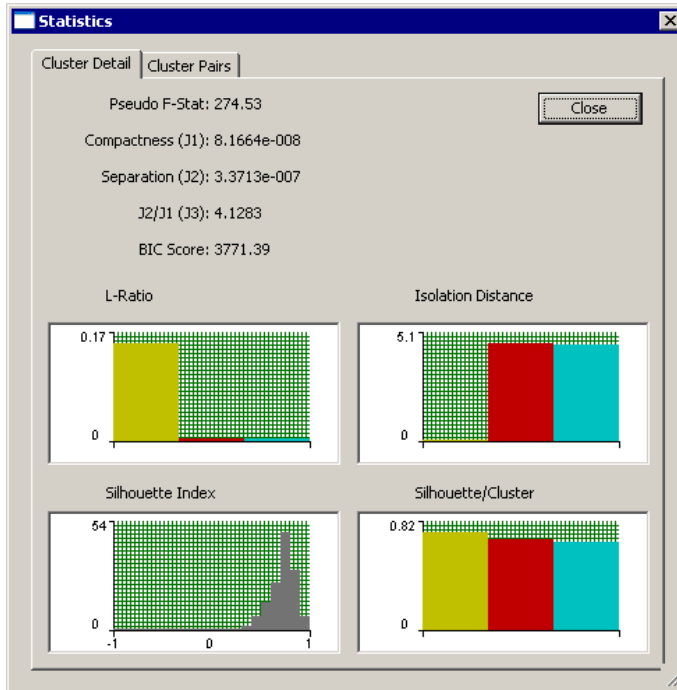 Statistics
Cluster Detail
Cluster Pairs
Pseudo F-Stat: 274.53
Close
Compactness (J1): 8.1664e-008
Separation (J2): 3.3713e-007
J2/J1 (J3): 4.1283
BIC Score: 3771.39
L-Ratio
Isolation Distance
0.17
0
5.1
0
Silhouette Index
Silhouette/Cluster
54
0
-1
0
1
0.82
0